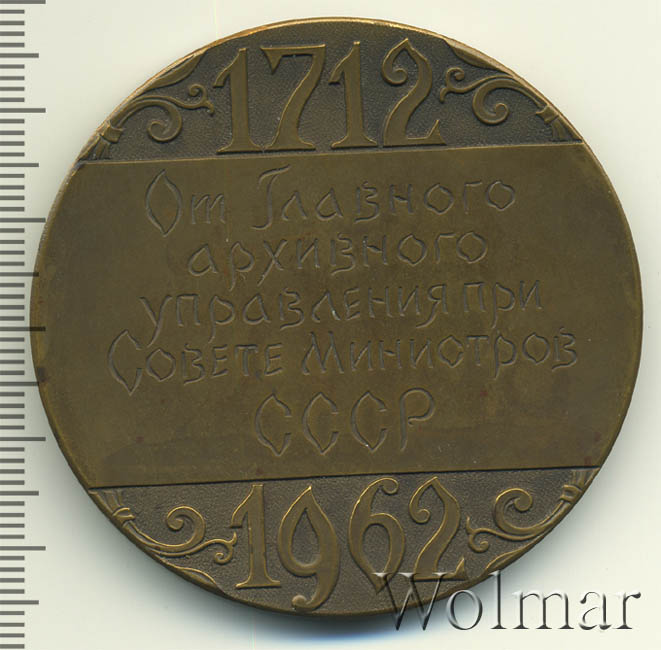 1712
От Главного
архивного
управления при
Совете Министров
СССР
1962
Wolmar